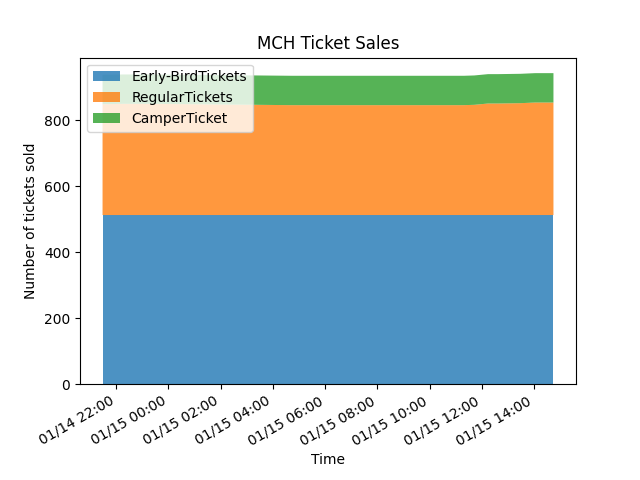 MCH Ticket Sales
Early-BirdTickets
RegularTickets
CamperTicket
Number of tickets sold
800
600
400
200
0
01/14 22:00
01/15 00:00
01/15 02:00
01/15 04:00
01/15 06:00
01/15 08:00
01/15 10:00
01/15 12:00
01/15 14:00
Time